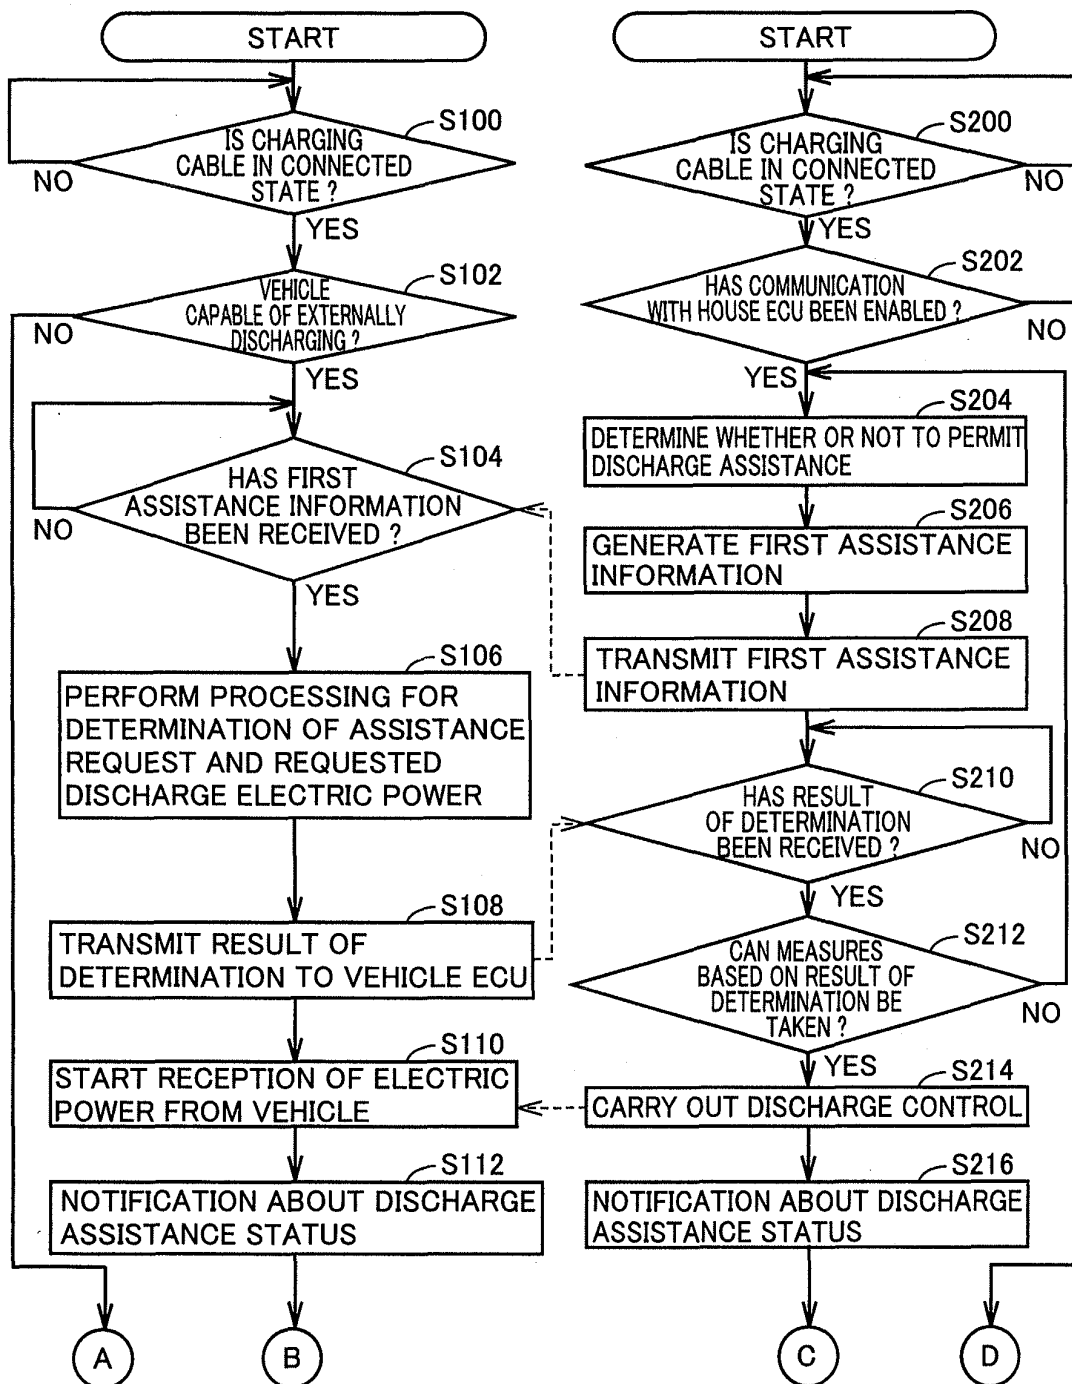 START
S100
IS CHARGING
CABLE IN CONNECTED
STATE ?
NO
YES
S102
VEHICLE
CAPABLE OF EXTERNALLY
DISCHARGING ?
NO
YES
S104
HAS FIRST
ASSISTANCE INFORMATION
BEEN RECEIVED ?
NO
YES
S106
PERFORM PROCESSING FOR
DETERMINATION OF ASSISTANCE
REQUEST AND REQUESTED
DISCHARGE ELECTRIC POWER
S108
TRANSMIT RESULT OF
DETERMINATION TO VEHICLE ECU
S110
START RECEPTION OF ELECTRIC
POWER FROM VEHICLE
S112
NOTIFICATION ABOUT DISCHARGE
ASSISTANCE STATUS
A
B
START
S200
IS CHARGING
CABLE IN CONNECTED
STATE ?
NO
YES
S202
HAS COMMUNICATION
WITH HOUSE ECU BEEN ENABLED ?
NO
YES
S204
DETERMINE WHETHER OR NOT TO PERMIT
DISCHARGE ASSISTANCE
S206
GENERATE FIRST ASSISTANCE
INFORMATION
S208
TRANSMIT FIRST ASSISTANCE
INFORMATION
S210
HAS RESULT
OF DETERMINATION
BEEN RECEIVED ?
NO
YES
S212
CAN MEASURES
BASED ON RESULT OF
DETERMINATION BE
TAKEN ?
NO
YES
S214
CARRY OUT DISCHARGE CONTROL
S216
NOTIFICATION ABOUT DISCHARGE
ASSISTANCE STATUS
C
D